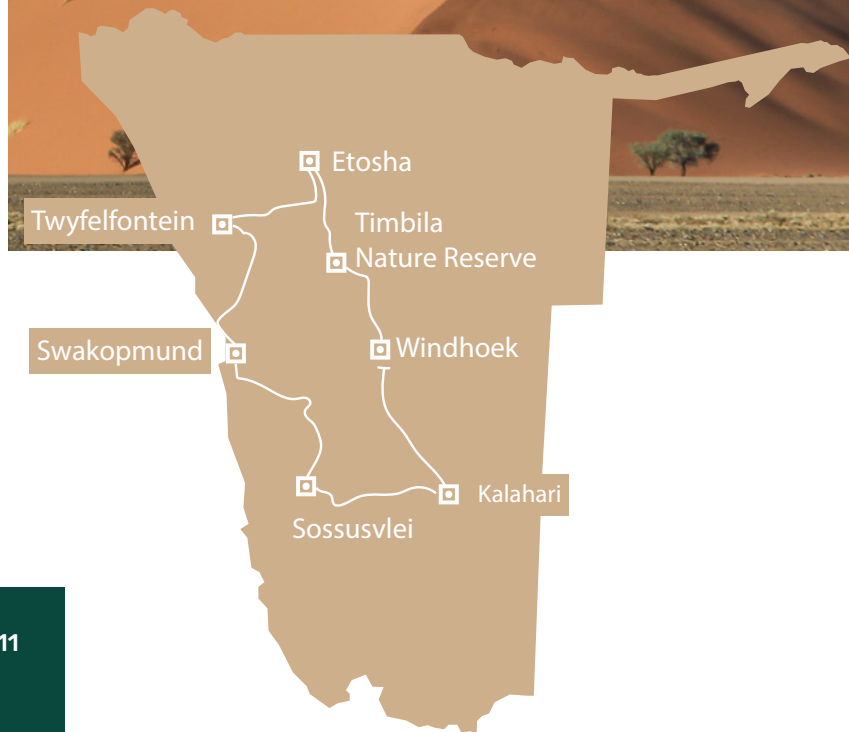 Etosha
Twyfelfontein
Timbila
Nature Reserve
Swakopmund
Windhoek
Kalahari
Sossusvlei
11